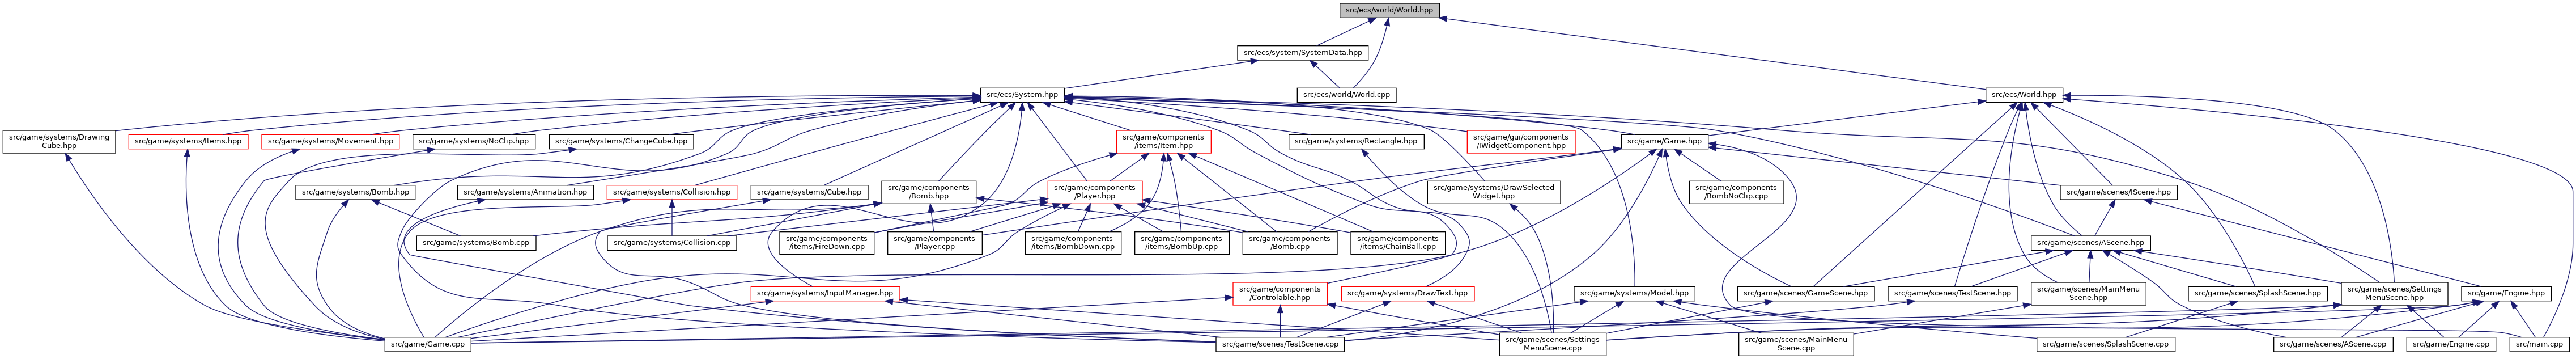 src/ecs/world/World.hpp
src/ecs/system/SystemData.hpp
src/ecs/System.hpp
src/ecs/world/World.cpp
src/ecs/World.hpp
src/game/systems/Drawing
Cube.hpp
src/game/systems/Items.hpp
src/game/systems/Movement.hpp
src/game/systems/NoClip.hpp
src/game/systems/ChangeCube.hpp
src/game/components
/items/Item.hpp
src/game/systems/Rectangle.hpp
src/game/gui/components
/IWidgetComponent.hpp
src/game/Game.hpp
src/game/systems/Bomb.hpp
src/game/systems/Animation.hpp
src/game/systems/Collision.hpp
src/game/systems/Cube.hpp
src/game/components
/Bomb.hpp
src/game/components
/Player.hpp
src/game/systems/DrawSelected
Widget.hpp
src/game/components
/BombNoClip.cpp
src/game/scenes/IScene.hpp
src/game/systems/Bomb.cpp
src/game/systems/Collision.cpp
src/game/components
/items/FireDown.cpp
src/game/components
/Player.cpp
src/game/components
/items/BombDown.cpp
src/game/components
/items/BombUp.cpp
src/game/components
/Bomb.cpp
src/game/components
/items/ChainBall.cpp
src/game/scenes/AScene.hpp
src/game/systems/InputManager.hpp
src/game/components
/Controlable.hpp
src/game/systems/DrawText.hpp
src/game/systems/Model.hpp
src/game/scenes/GameScene.hpp
src/game/scenes/TestScene.hpp
src/game/scenes/MainMenu
Scene.hpp
src/game/scenes/SplashScene.hpp
src/game/scenes/Settings
MenuScene.hpp
src/game/Engine.hpp
src/game/Game.cpp
src/game/scenes/TestScene.cpp
src/game/scenes/Settings
MenuScene.cpp
src/game/scenes/MainMenu
Scene.cpp
src/game/scenes/SplashScene.cpp
src/game/scenes/AScene.cpp
src/game/Engine.cpp
src/main.cpp